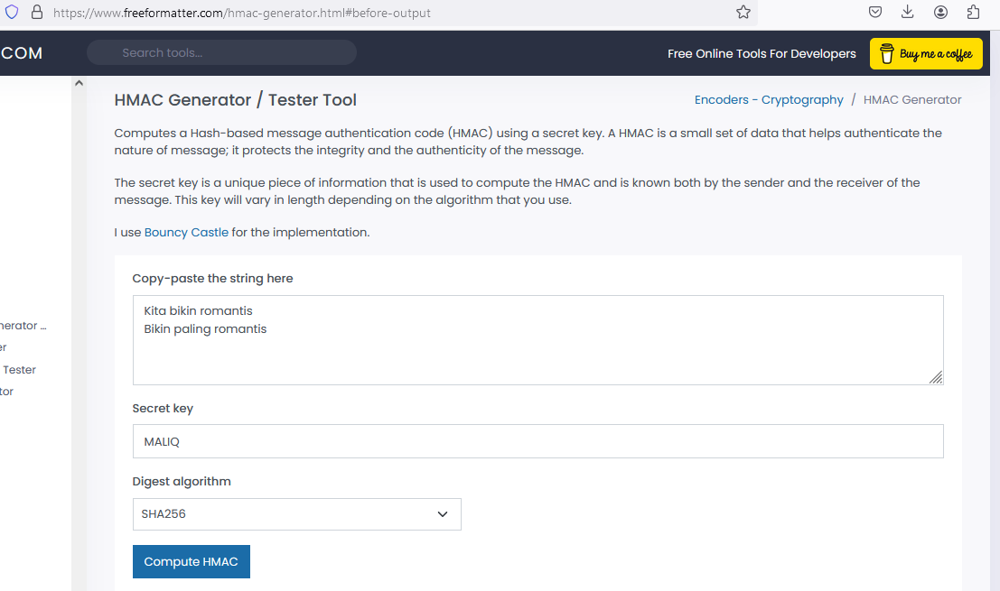 https://www.freeformatter.com/hmac-generator.html#before-output
COM
Search tools...
Free Online Tools For Developers
Buy me a coffee
HMAC Generator / Tester Tool
Encoders - Cryptography / HMAC Generator
Computes a Hash-based message authentication code (HMAC) using a secret key. A HMAC is a small set of data that helps authenticate the
nature of message; it protects the integrity and the authenticity of the message.
The secret key is a unique piece of information that is used to compute the HMAC and is known both by the sender and the receiver of the
message. This key will vary in length depending on the algorithm that you use.
I use Bouncy Castle for the implementation.
Copy-paste the string here
Kita bikin romantis
Bikin paling romantis
nerator ...
er
Tester
tor
Secret key
MALIQ
Digest algorithm
SHA256
Compute HMAC